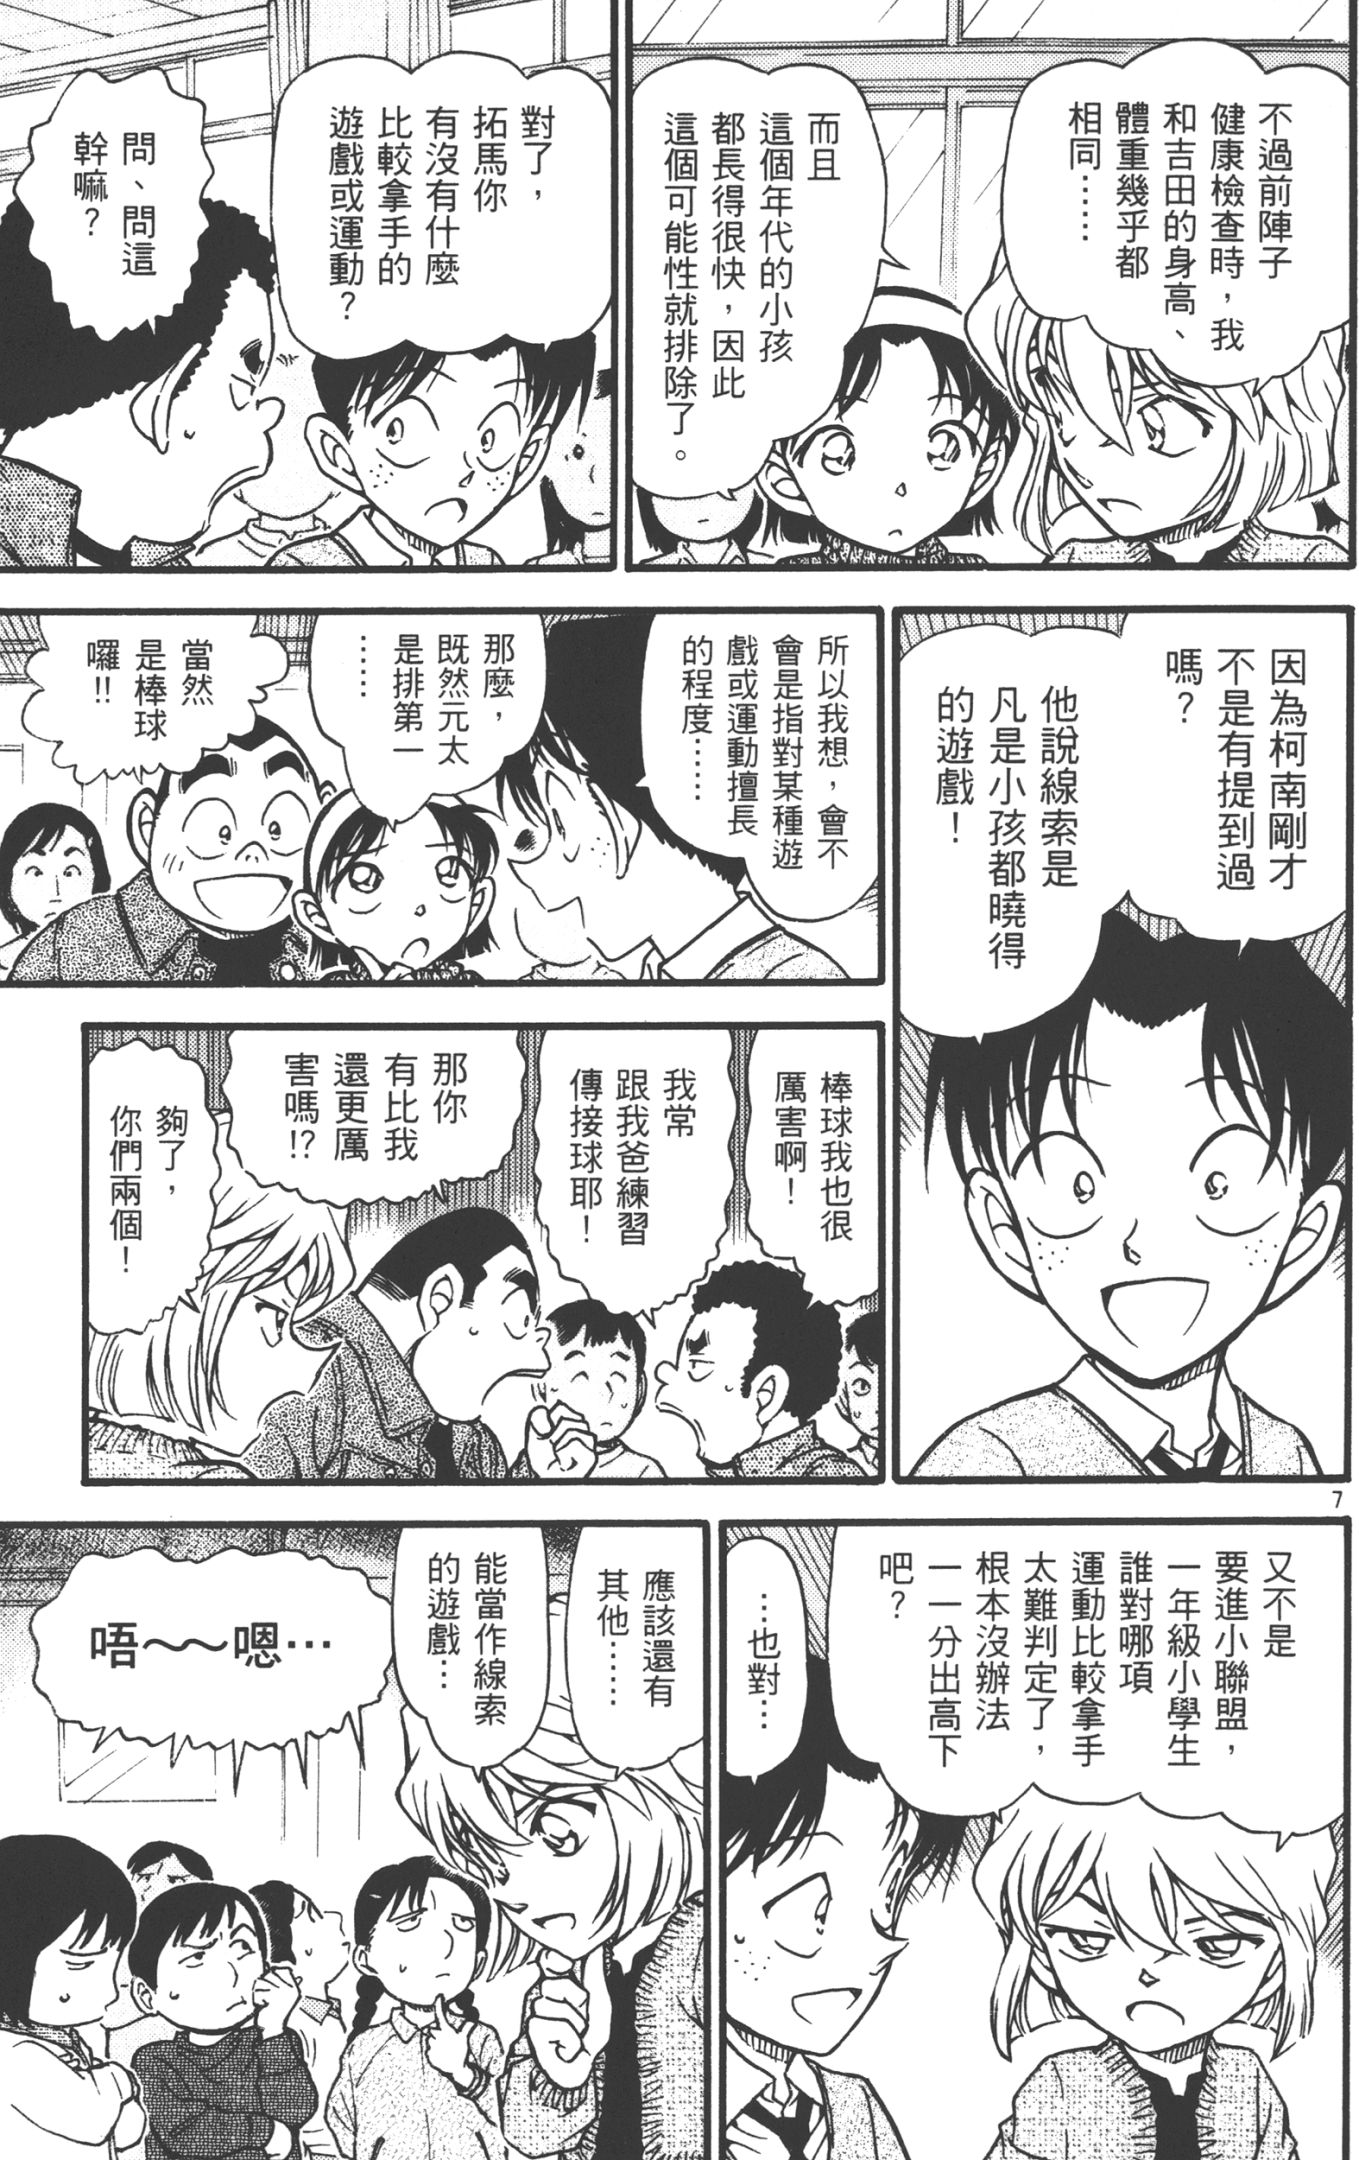 不過前陣子
健康檢查時，我
和吉田的身高、
體重幾乎都
相同⋯⋯
而且
這個年代的小孩
都長得很快，因此
這個可能性就排除了。
對了，
拓馬你
有沒有什麼
比較拿手的
遊戲或運動？
問、問這
幹嘛？
因為柯南剛才
不是有提到過
嗎？
他說線索是
凡是小孩都曉得
的遊戲！
所以我想，會不
會是指對某種遊
戲或運動擅長
的程度⋯⋯
那麼，
既然元太
是排第一
⋯⋯
當然
是棒球
囉!!
棒球我也很
厲害啊！
我常
跟我爸練習
傳接球耶！
那你
有比我
還更厲
害嗎!?
夠了，
你們兩個！
7
又不是
要進小聯盟，
一年級小學生
誰對哪項
運動比較拿手
太難判定了，
根本沒辦法
一一分出高下
吧？
⋯也對⋯
應該還有
其他⋯⋯
能當作線索
的遊戲⋯
唔～～嗯⋯